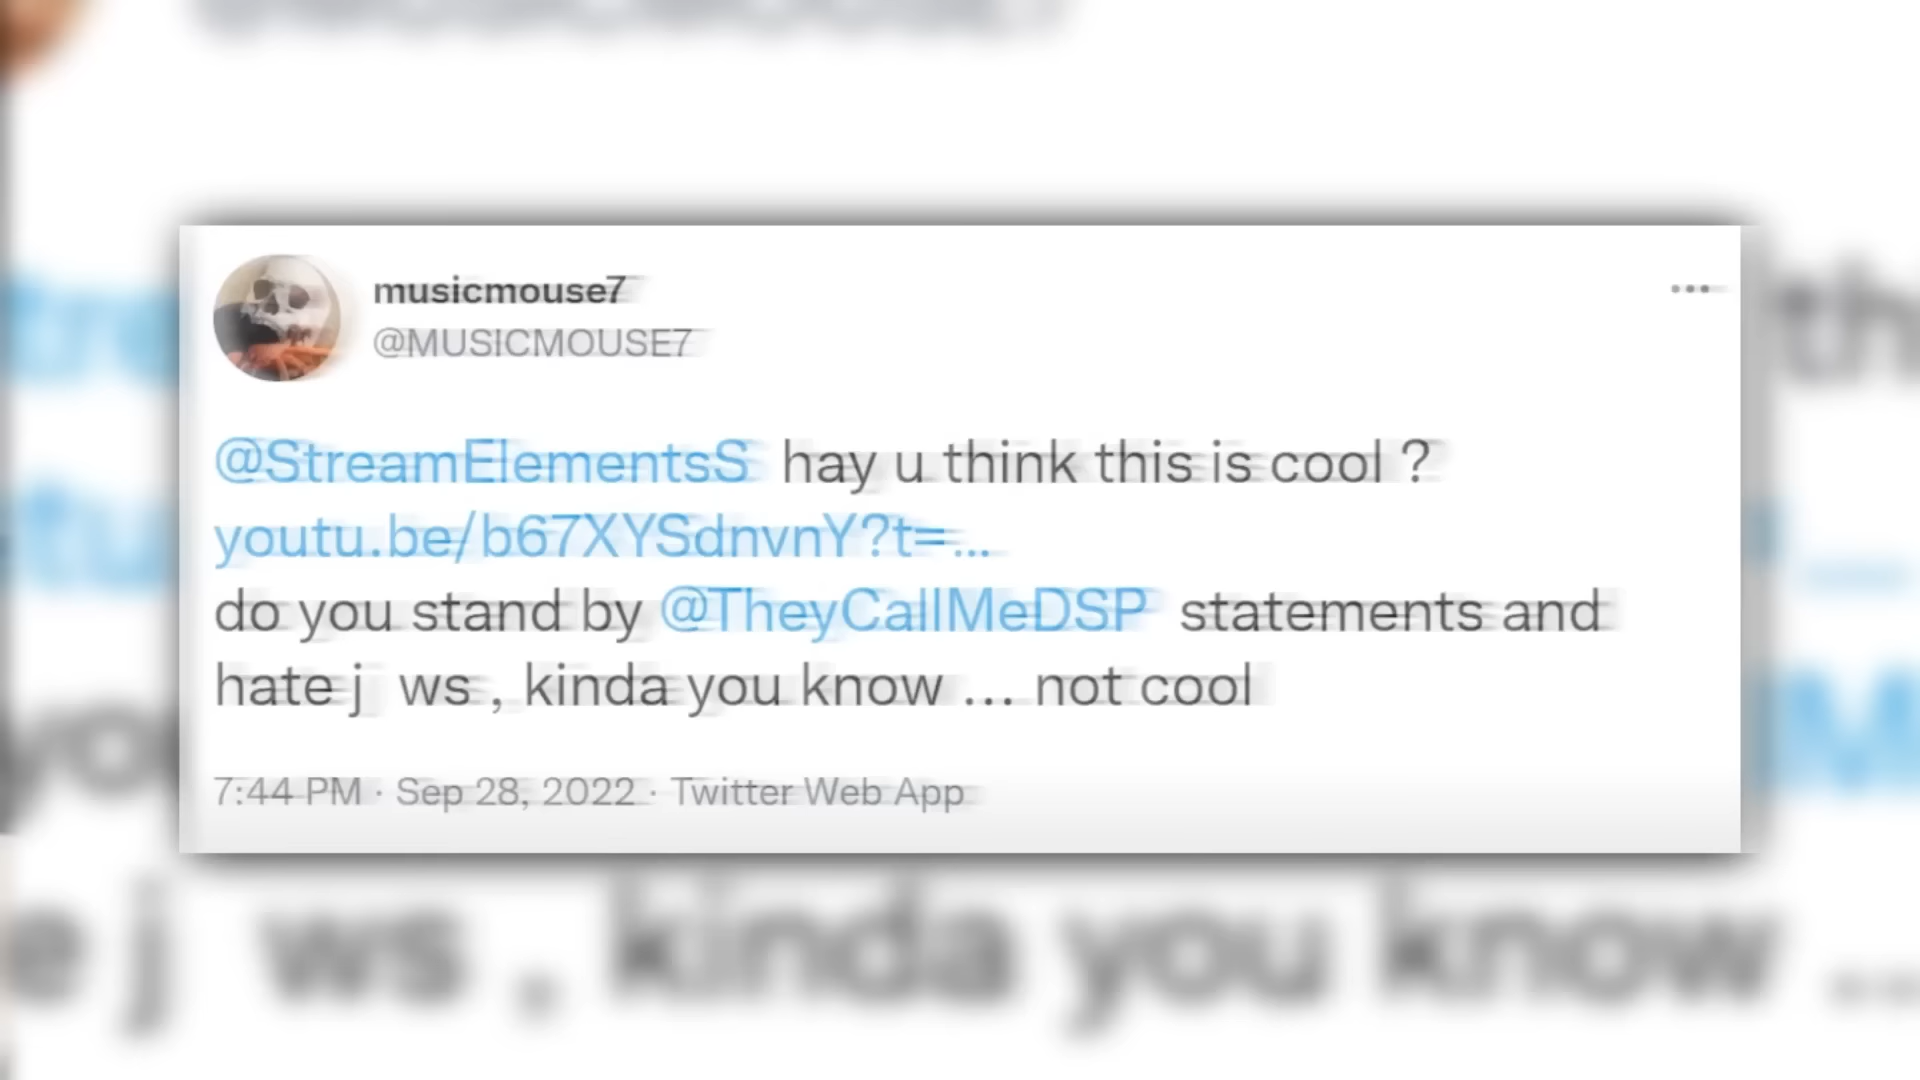 musicmouse7
@MUSICMOUSE7
@StreamElementsS hay u think this is cool ?
youtu.be/b67XYSdnvnY?t=...
do you stand by @TheyCallMeDSP statements and
hate j ws , kinda you know ... not cool
7:44 PM · Sep 28, 2022 · Twitter Web App